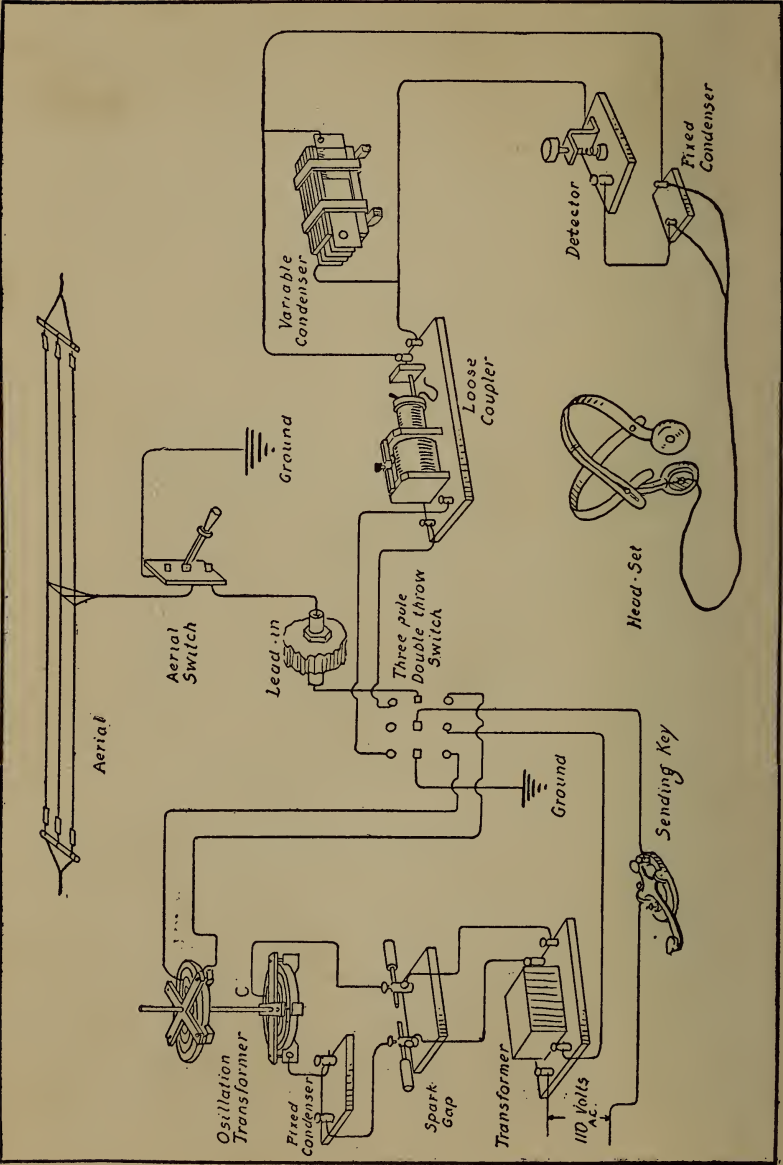 Aerial
Aerial
Switch
Ground
Lead-in
Three pole
Double throw
Switch
Variable
Condenser
Loose
Coupler
Detector
Fixed
Condenser
Head-Set
Osillation
Transformer
C
Fixed
Condenser
Spark
Gap
Transformer
110 Volts
A.C.
Ground
Sending Key